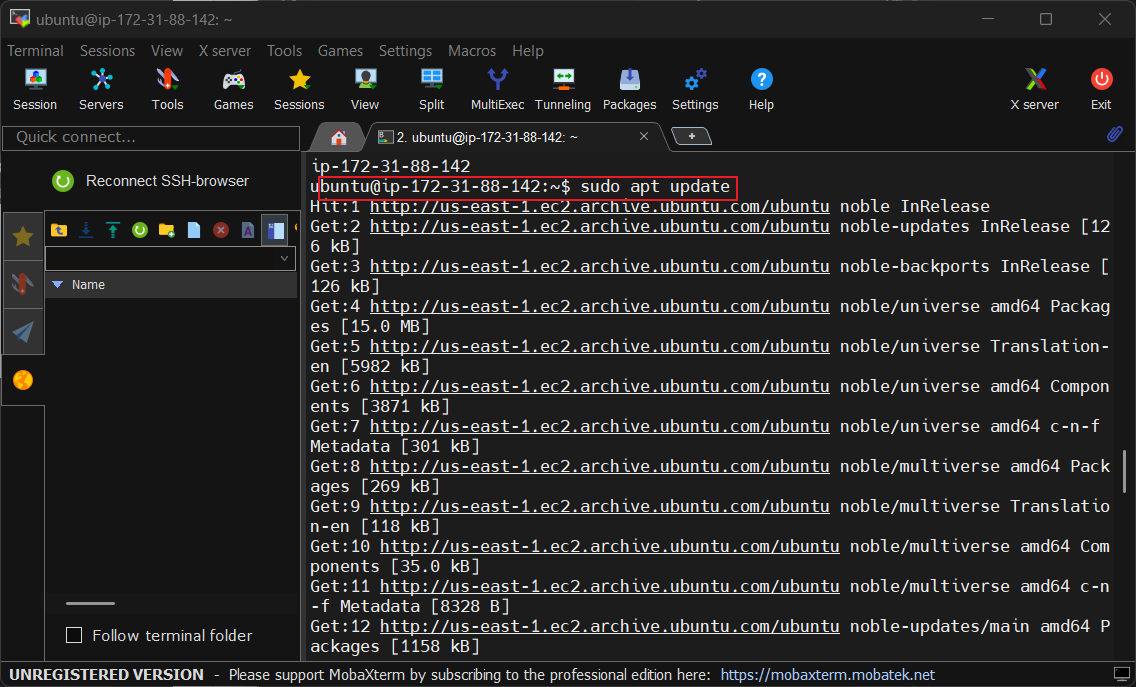 ubuntu@ip-172-31-88-142: ~
Terminal Sessions View X server Tools Games Settings Macros Help
Session Servers Tools Games Sessions View Split MultiExec Tunneling Packages Settings Help X server Exit
Quick connect...
2. ubuntu@ip-172-31-88-142: ~
Reconnect SSH-browser
Name
Follow terminal folder
ip-172-31-88-142
ubuntu@ip-172-31-88-142:~$ sudo apt update
Hit:1 http://us-east-1.ec2.archive.ubuntu.com/ubuntu noble InRelease
Get:2 http://us-east-1.ec2.archive.ubuntu.com/ubuntu noble-updates InRelease [12
6 kB]
Get:3 http://us-east-1.ec2.archive.ubuntu.com/ubuntu noble-backports InRelease [
126 kB]
Get:4 http://us-east-1.ec2.archive.ubuntu.com/ubuntu noble/universe amd64 Packag
es [15.0 MB]
Get:5 http://us-east-1.ec2.archive.ubuntu.com/ubuntu noble/universe Translation-
en [5982 kB]
Get:6 http://us-east-1.ec2.archive.ubuntu.com/ubuntu noble/universe amd64 Compon
ents [3871 kB]
Get:7 http://us-east-1.ec2.archive.ubuntu.com/ubuntu noble/universe amd64 c-n-f
Metadata [301 kB]
Get:8 http://us-east-1.ec2.archive.ubuntu.com/ubuntu noble/multiverse amd64 Pack
ages [269 kB]
Get:9 http://us-east-1.ec2.archive.ubuntu.com/ubuntu noble/multiverse Translatio
n-en [118 kB]
Get:10 http://us-east-1.ec2.archive.ubuntu.com/ubuntu noble/multiverse amd64 Com
ponents [35.0 kB]
Get:11 http://us-east-1.ec2.archive.ubuntu.com/ubuntu noble/multiverse amd64 c-n
-f Metadata [8328 B]
Get:12 http://us-east-1.ec2.archive.ubuntu.com/ubuntu noble-updates/main amd64 P
ackages [1158 kB]
UNREGISTERED VERSION - Please support MobaXterm by subscribing to the professional edition here: https://mobaxterm.mobatek.net